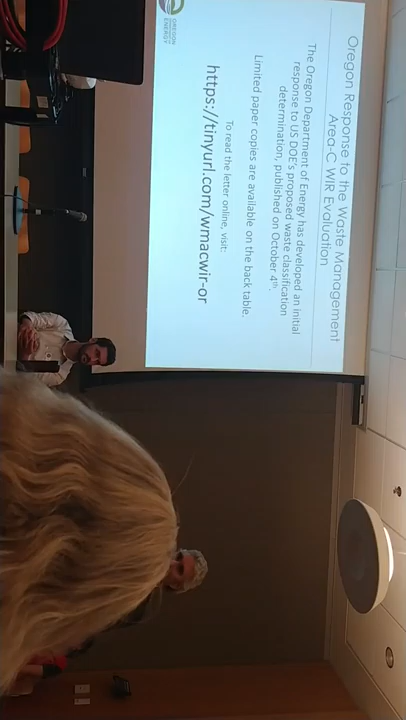 Oregon Response to the Waste Management
Area-C WIR Evaluation
The Oregon Department of Energy has developed an initial
response to US DOE's proposed waste classification
determination, published on October 4th.
Limited paper copies are available on the back table.
To read the letter online, visit:
https://tinyurl.com/wmacwir-or
OREGON
DEPARTMENT OF
ENERGY